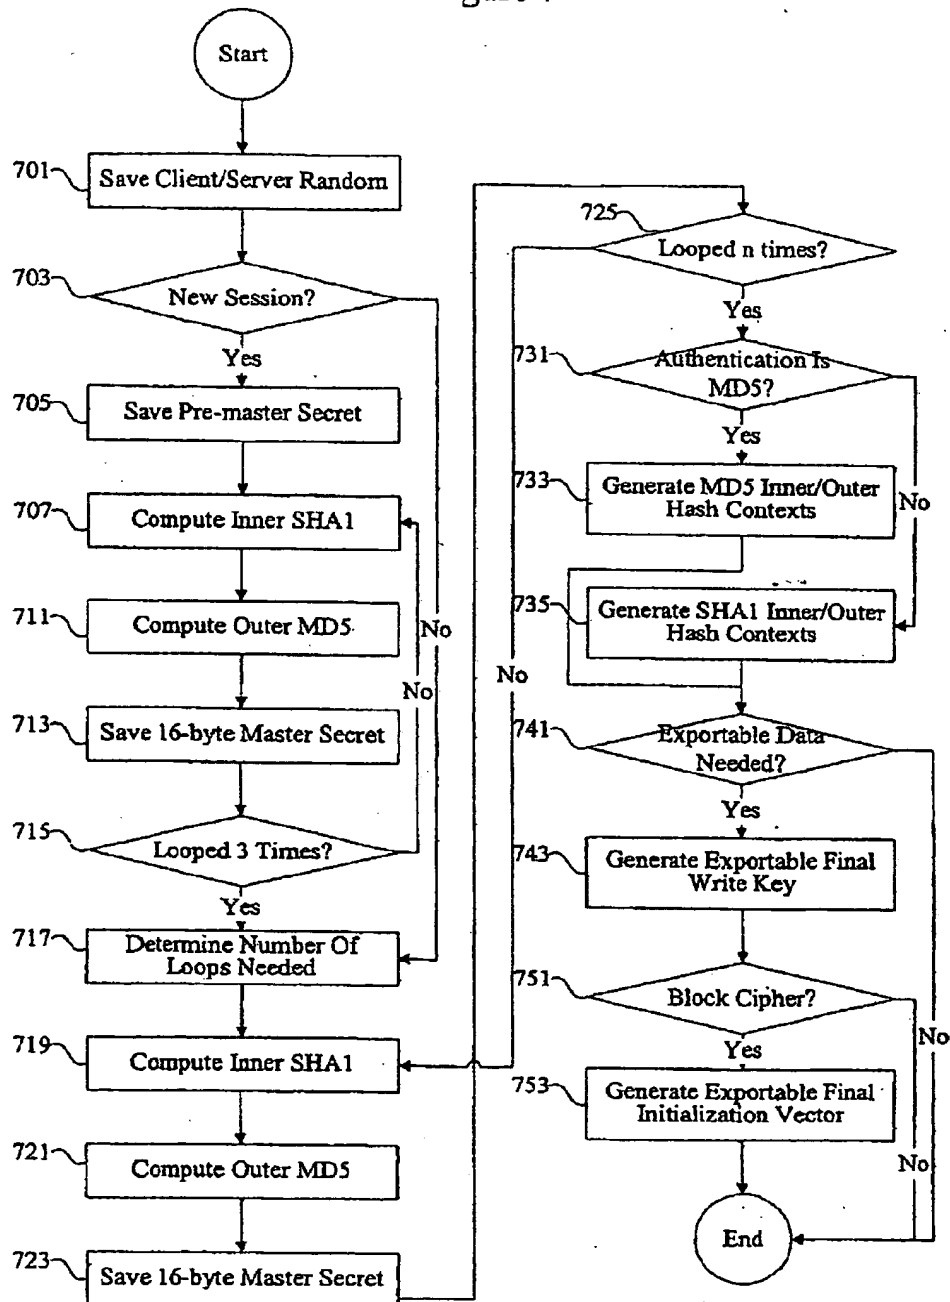 Start
701
Save Client/Server Random
703
New Session?
Yes
705
Save Pre-master Secret
707
Compute Inner SHA1
711
Compute Outer MD5
No
No
713
Save 16-byte Master Secret
715
Looped 3 Times?
Yes
717
Determine Number Of
Loops Needed
719
Compute Inner SHA1
721
Compute Outer MD5
723
Save 16-byte Master Secret
725
Looped n times?
No
Yes
731
Authentication Is
MD5?
Yes
No
733
Generate MD5 Inner/Outer
Hash Contexts
735
Generate SHA1 Inner/Outer
Hash Contexts
741
Exportable Data
Needed?
Yes
No
743
Generate Exportable Final
Write Key
751
Block Cipher?
Yes
No
753
Generate Exportable Final
Initialization Vector
End